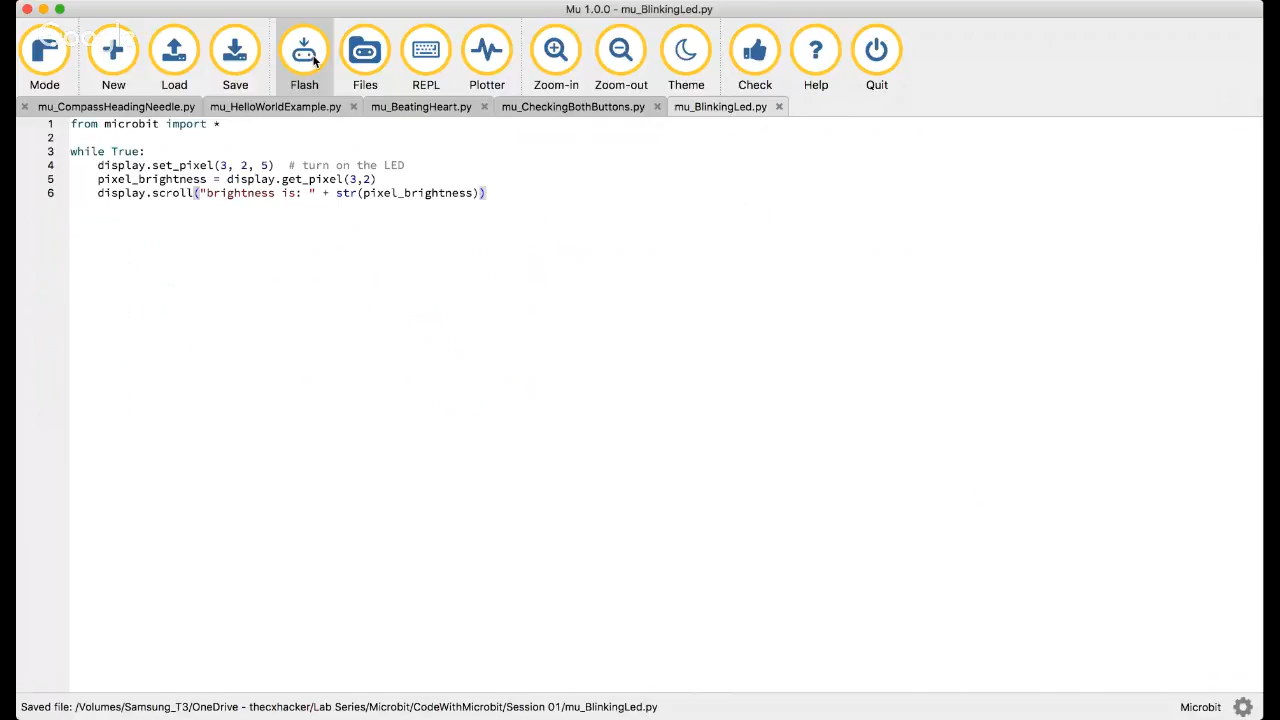 Mu 1.0.0 - mu_BlinkingLed.py
Google
Mode New Load Save Flash Files REPL Plotter Zoom-in Zoom-out Theme Check Help Quit
mu_CompassHeadingNeedle.py mu_HelloWorldExample.py mu_BeatingHeart.py mu_CheckingBothButtons.py mu_BlinkingLed.py
1 from microbit import *
2
3 while True:
4 display.set_pixel(3, 2, 5) # turn on the LED
5 pixel_brightness = display.get_pixel(3,2)
6 display.scroll("brightness is: " + str(pixel_brightness))
Saved file: /Volumes/Samsung_T3/OneDrive - thecxhacker/Lab Series/Microbit/CodeWithMicrobit/Session 01/mu_BlinkingLed.py Microbit